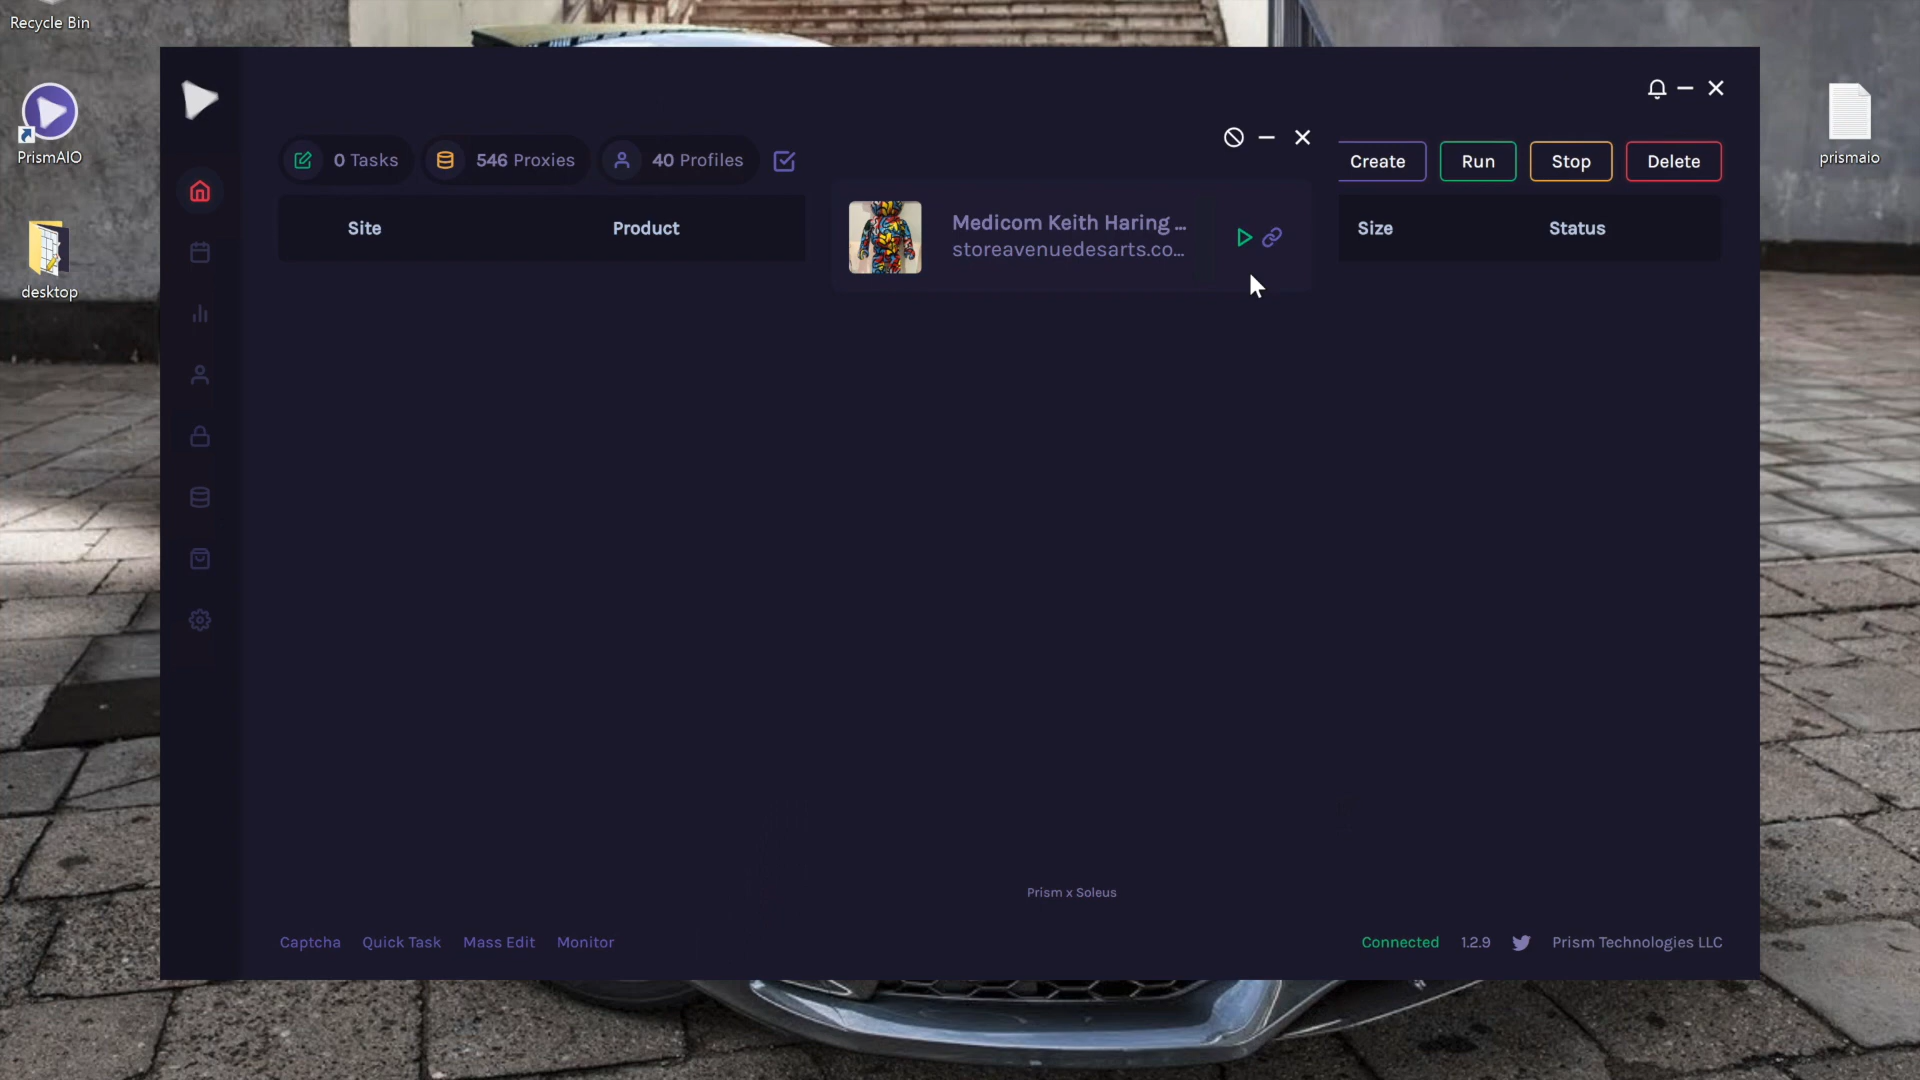 Recycle Bin
PrismAIO
desktop
prismaio
0 Tasks
546 Proxies
40 Profiles
Create
Run
Stop
Delete
Site
Product
Size
Status
Medicom Keith Haring ...
storeavenuedesarts.co...
Prism x Soleus
Captcha
Quick Task
Mass Edit
Monitor
Connected
1.2.9
Prism Technologies LLC